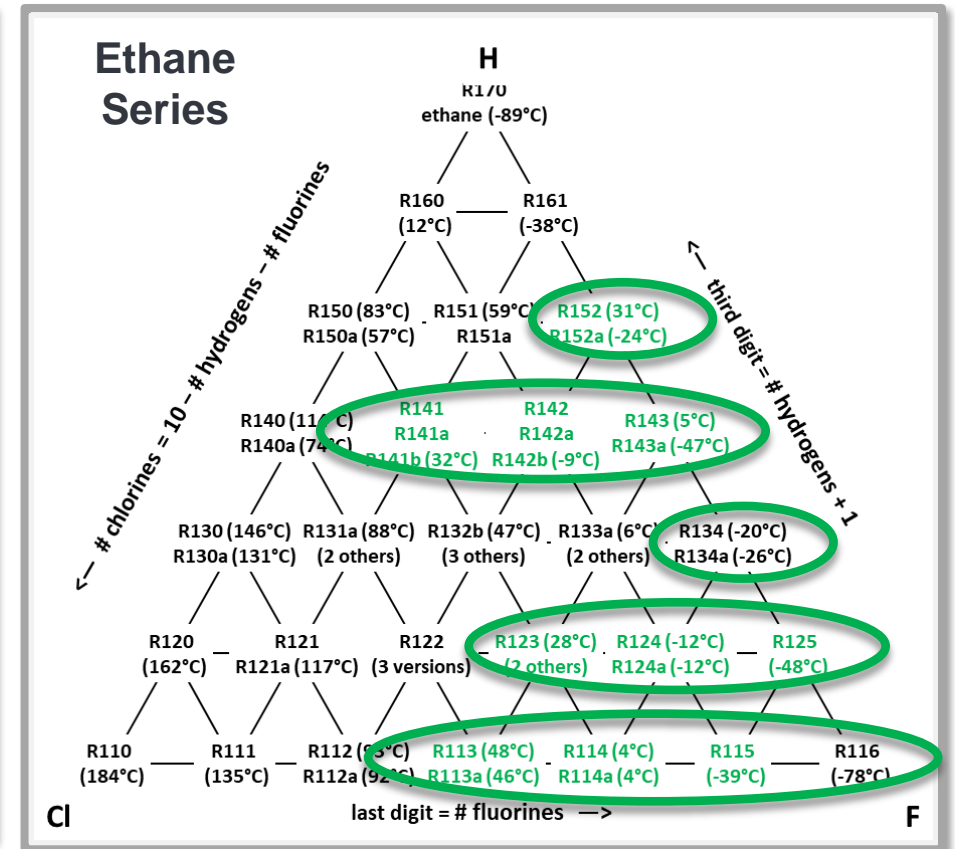 Ethane
Series
H
R170
ethane (-89°C)
R160
(12°C)
R161
(-38°C)
<— # chlorines = 10 – # hydrogens – # fluorines
<— third digit = # hydrogens + 1
R150 (83°C)
R150a (57°C)
R151 (59°C)
R151a
R152 (31°C)
R152a (-24°C)
R140 (114°C)
R140a (74°C)
R141
R141a
R141b (32°C)
R142
R142a
R142b (-9°C)
R143 (5°C)
R143a (-47°C)
R130 (146°C)
R130a (131°C)
R131a (88°C)
(2 others)
R132b (47°C)
(3 others)
R133a (6°C)
(2 others)
R134 (-20°C)
R134a (-26°C)
R120
(162°C)
R121
R121a (117°C)
R122
(3 versions)
R123 (28°C)
(2 others)
R124 (-12°C)
R124a (-12°C)
R125
(-48°C)
R110
(184°C)
R111
(135°C)
R112 (93°C)
R112a (92°C)
R113 (48°C)
R113a (46°C)
R114 (4°C)
R114a (4°C)
R115
(-39°C)
R116
(-78°C)
Cl
last digit = # fluorines —>
F